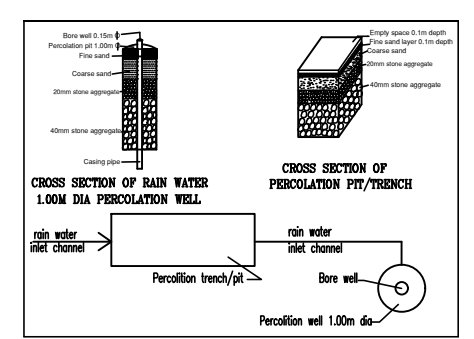 Bore well 0.15m ϕ
Percolation pit 1.00m ϕ
Fine sand
Coarse sand
20mm stone aggregate
40mm stone aggregate
Casing pipe
CROSS SECTION OF RAIN WATER
1.00M DIA PERCOLATION WELL
Empty space 0.1m depth
Fine sand layer 0.1m depth
Coarse sand
20mm stone aggregate
40mm stone aggregate
CROSS SECTION OF
PERCOLATION PIT/TRENCH
rain water
inlet channel
Percolition trench/pit
rain water
inlet channel
Bore well
Percolition well 1.00m dia